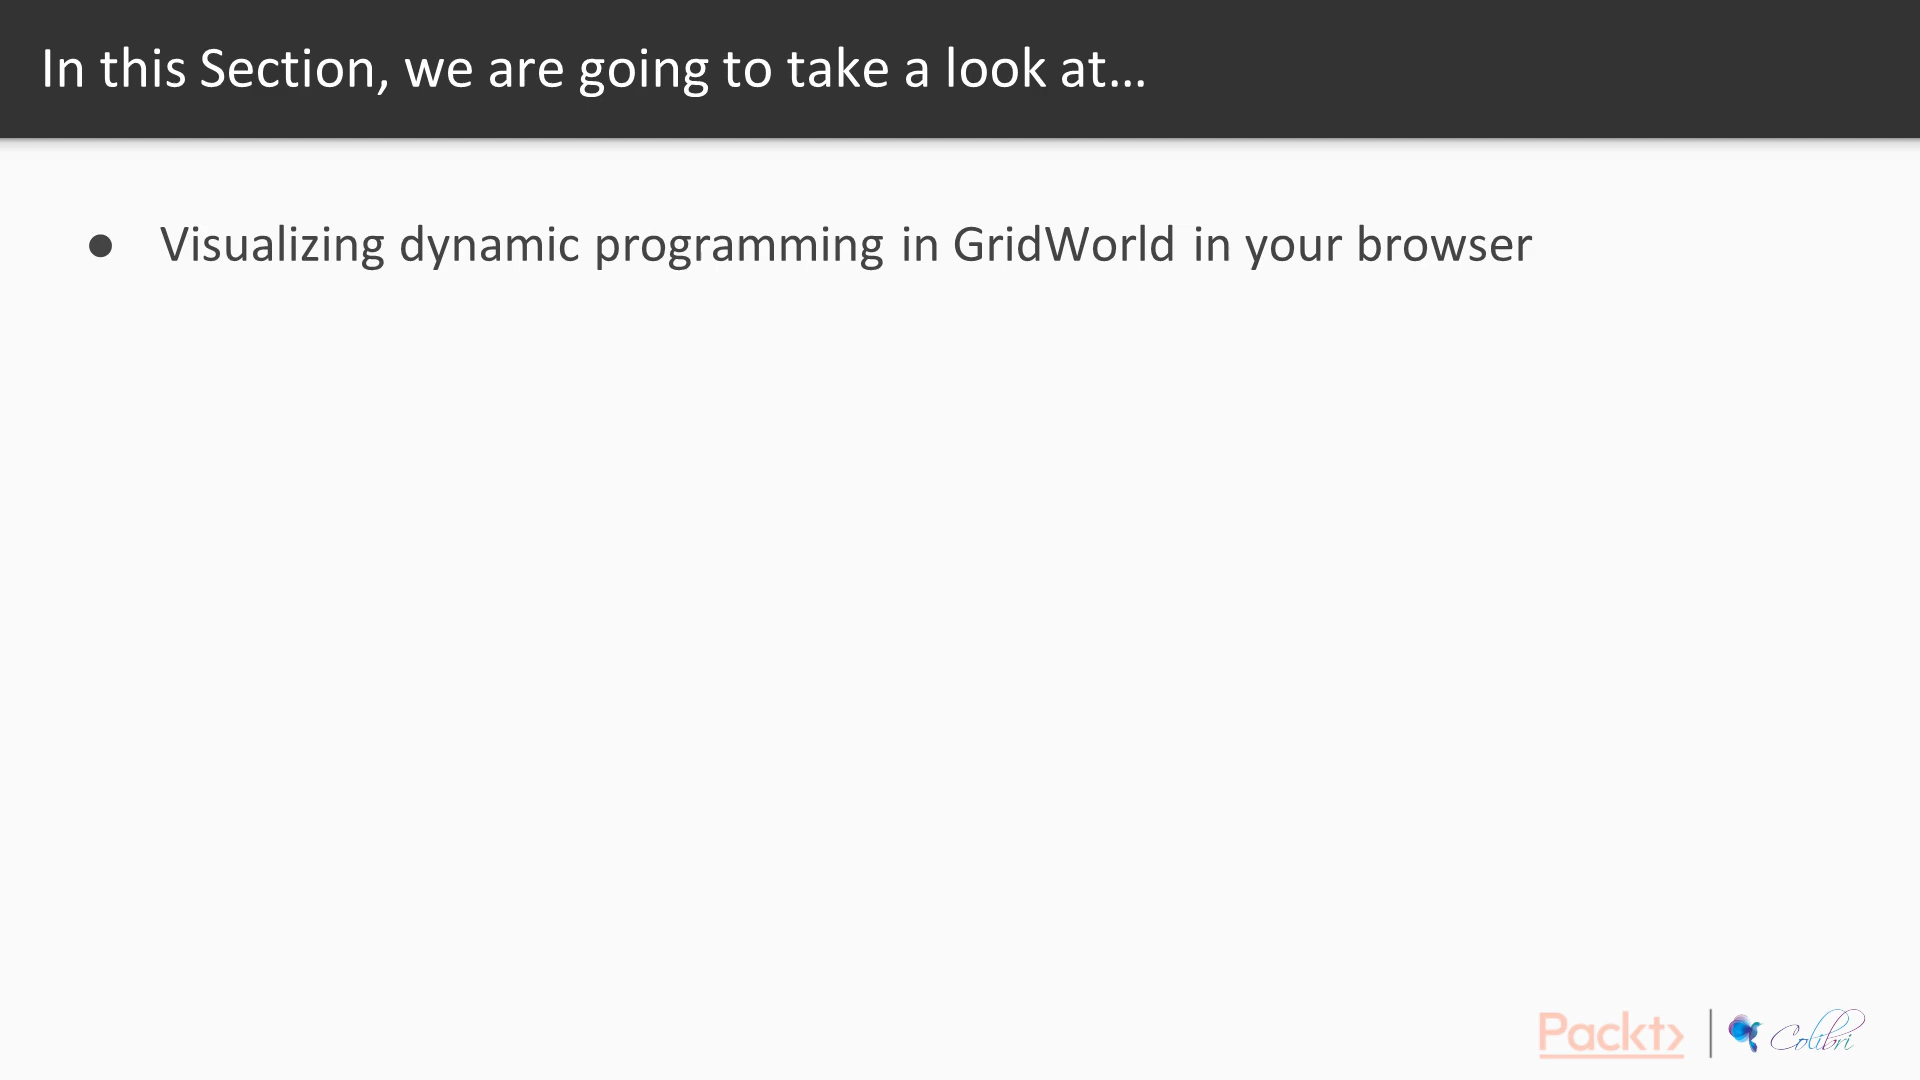 In this Section, we are going to take a look at...
● Visualizing dynamic programming in GridWorld in your browser
Packt> | Colibri